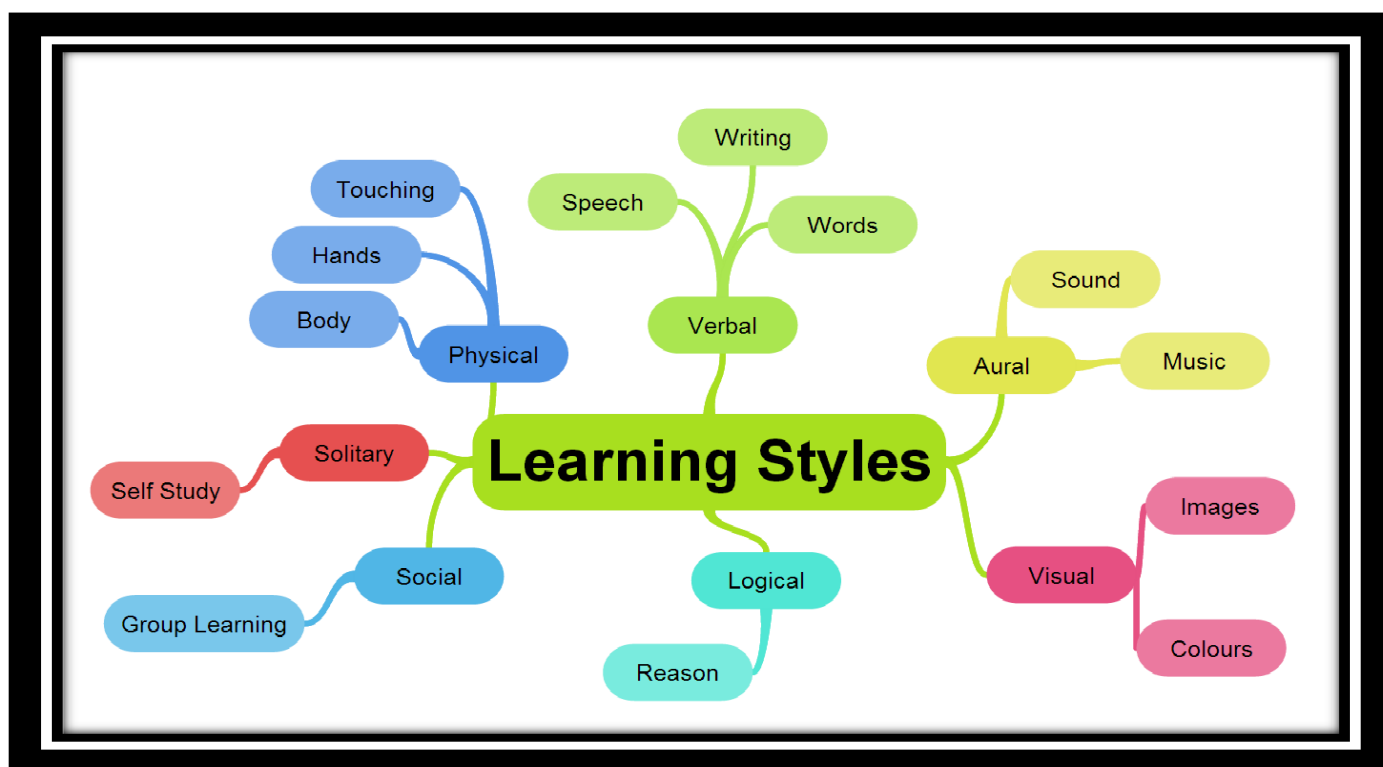 Writing
Touching
Speech
Words
Hands
Sound
Body
Verbal
Physical
Aural
Music
Solitary
Learning Styles
Self Study
Images
Social
Logical
Visual
Group Learning
Reason
Colours